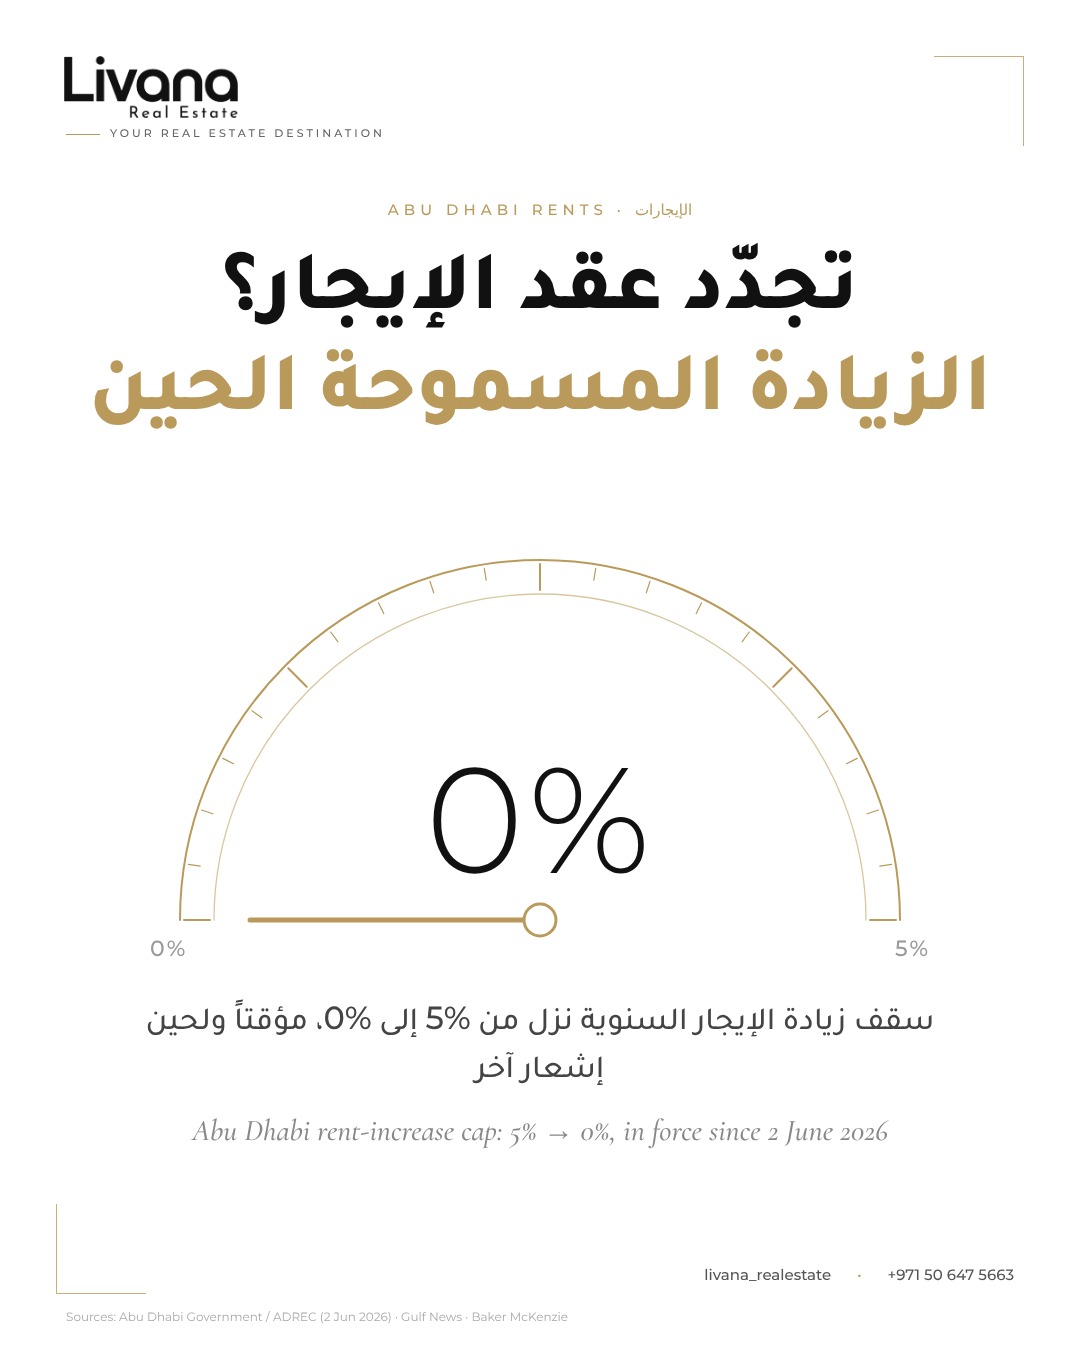 Livana
Real Estate
YOUR REAL ESTATE DESTINATION
ABU DHABI RENTS · الإيجارات
تجدّد عقد الإيجار؟
الزيادة المسموحة الحين
0%
0%
5%
سقف زيادة الإيجار السنوية نزل من 5% إلى 0%، مؤقتاً ولحين
إشعار آخر
Abu Dhabi rent-increase cap: 5% → 0%, in force since 2 June 2026
livana_realestate · +971 50 647 5663
Sources: Abu Dhabi Government / ADREC (2 Jun 2026) · Gulf News · Baker McKenzie